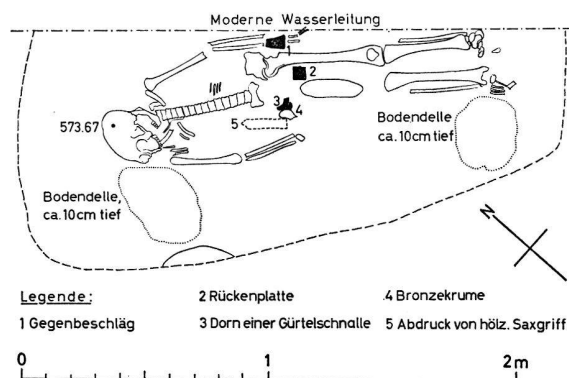 Moderne Wasserleitung
1
2
3
4
5
573.67
Bodendelle
ca. 10cm tief
Bodendelle,
ca. 10cm tief
N
Legende:
1 Gegenbeschläg
2 Rückenplatte
3 Dorn einer Gürtelschnalle
4 Bronzekrume
5 Abdruck von hölz. Saxgriff
0 1 2m